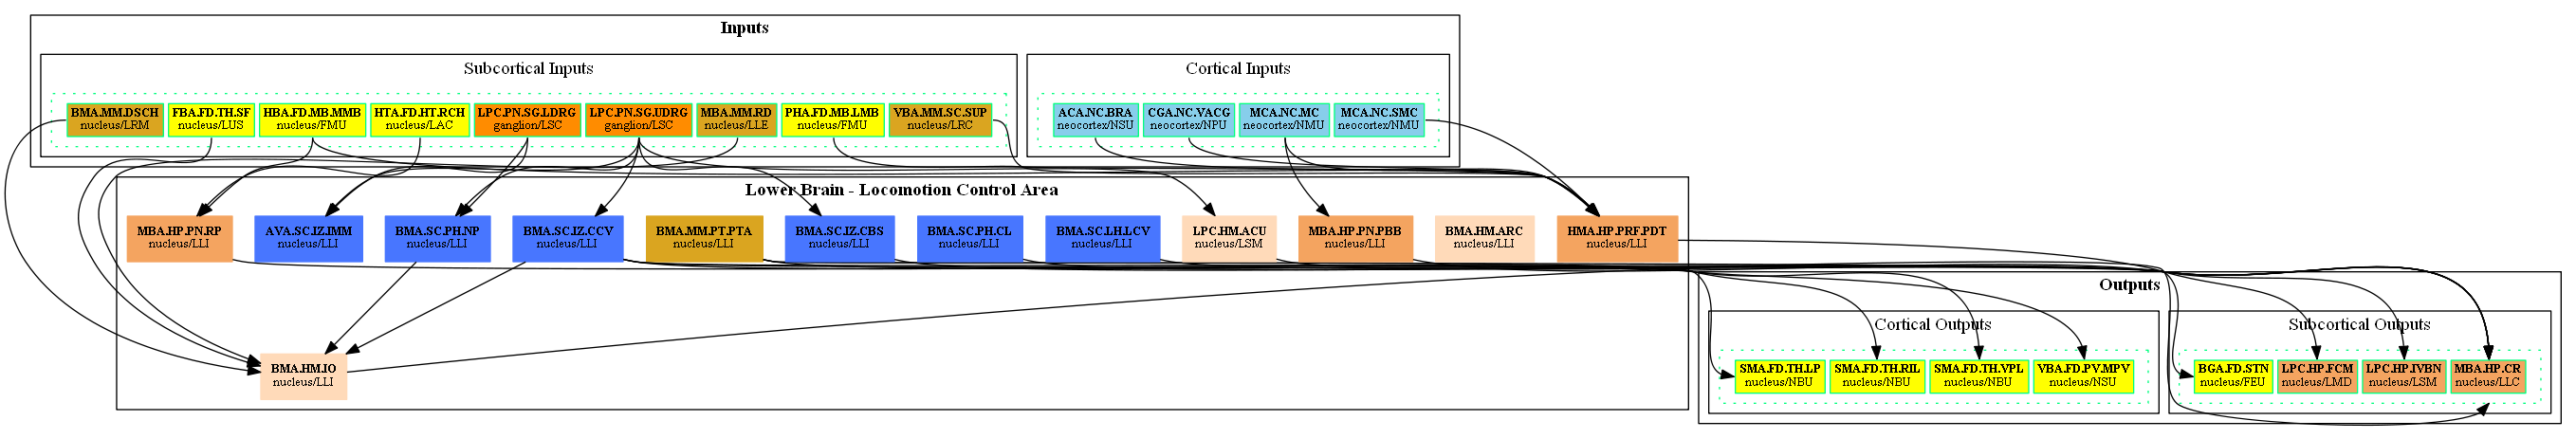 Inputs
Subcortical Inputs
Cortical Inputs
BMA.MM.DSCH
nucleus/LRM
FBA.FD.TH.SF
nucleus/LUS
HBA.FD.MB.MMB
nucleus/FMU
HTA.FD.HT.RCH
nucleus/LAC
LPC.PN.SG.LDRG
ganglion/LSC
LPC.PN.SG.UDRG
ganglion/LSC
MBA.MM.RD
nucleus/LLE
PHA.FD.MB.LMB
nucleus/FMU
VBA.MM.SC.SUP
nucleus/LRC
ACA.NC.BRA
neocortex/NSU
CGA.NC.VACG
neocortex/NPU
MCA.NC.MC
neocortex/NMU
MCA.NC.SMC
neocortex/NMU
Lower Brain - Locomotion Control Area
MBA.HP.PN.RP
nucleus/LLI
AVA.SC.IZ.IMM
nucleus/LLI
BMA.SC.PH.NP
nucleus/LLI
BMA.SC.IZ.CCV
nucleus/LLI
BMA.MM.PT.PTA
nucleus/LLI
BMA.SC.IZ.CBS
nucleus/LLI
BMA.SC.PH.CL
nucleus/LLI
BMA.SC.LH.LCV
nucleus/LLI
LPC.HM.ACU
nucleus/LSM
MBA.HP.PN.PBB
nucleus/LLI
BMA.HM.ARC
nucleus/LLI
HMA.HP.PRF.PDT
nucleus/LLI
BMA.HM.IO
nucleus/LLI
Outputs
Cortical Outputs
Subcortical Outputs
SMA.FD.TH.LP
nucleus/NBU
SMA.FD.TH.RIL
nucleus/NBU
SMA.FD.TH.VPL
nucleus/NBU
VBA.FD.PV.MPV
nucleus/NSU
BGA.FD.STN
nucleus/FEU
LPC.HP.FCM
nucleus/LMD
LPC.HP.IVBN
nucleus/LSM
MBA.HP.CR
nucleus/LLC